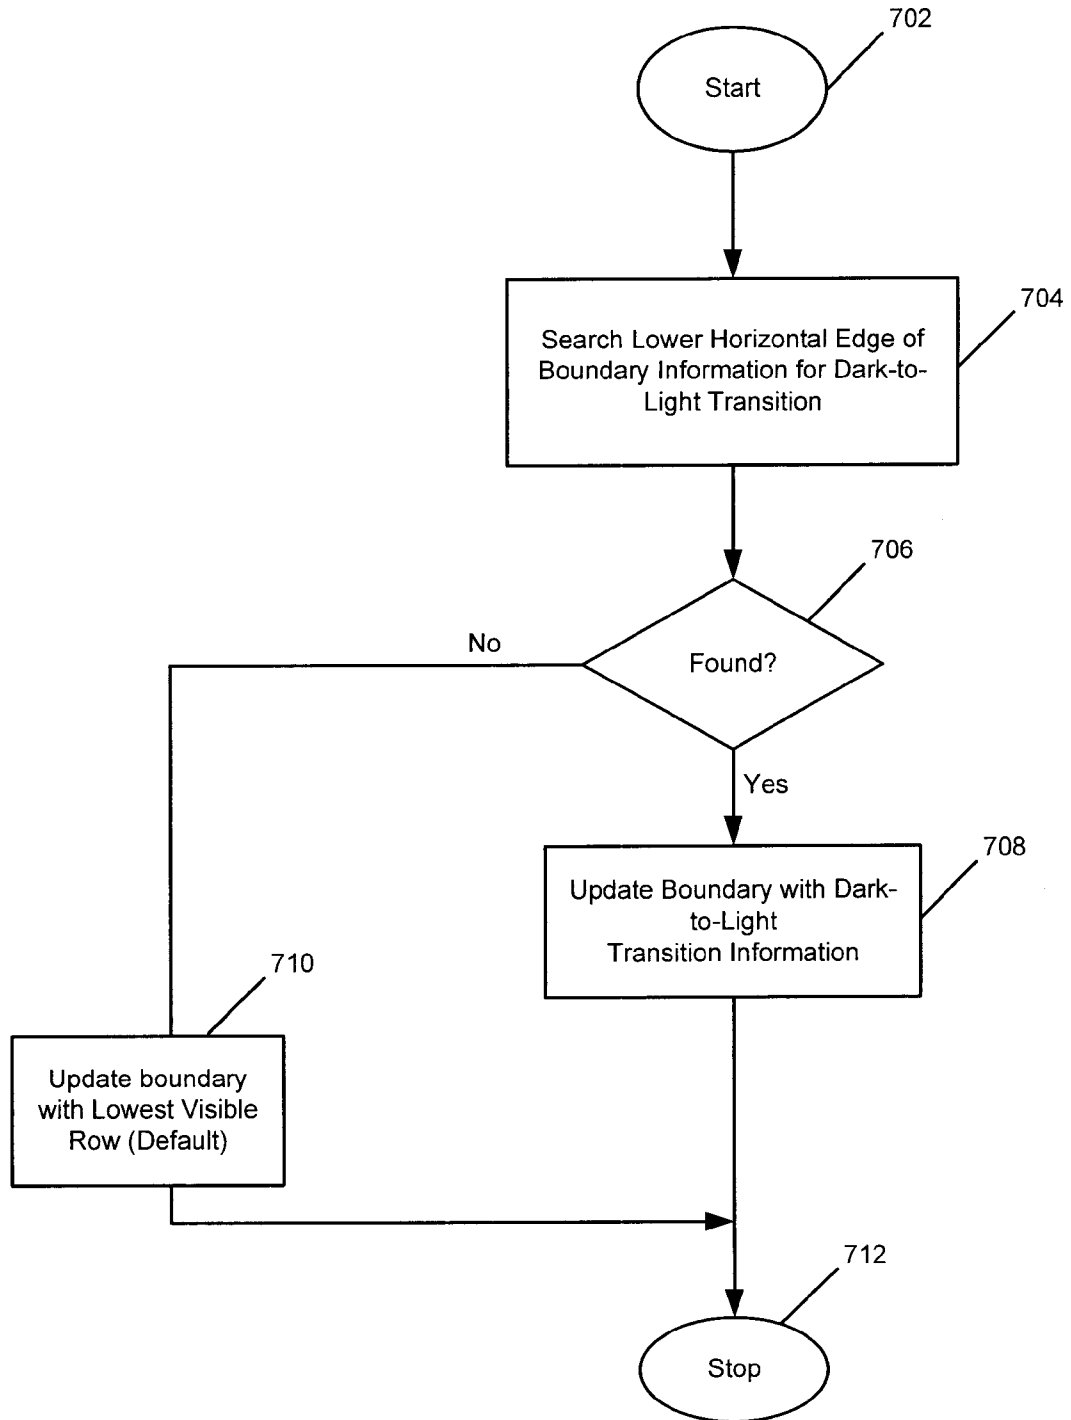 702
Start
704
Search Lower Horizontal Edge of
Boundary Information for Dark-to-
Light Transition
706
No
Found?
Yes
708
Update Boundary with Dark-
to-Light
Transition Information
710
Update boundary
with Lowest Visible
Row (Default)
712
Stop